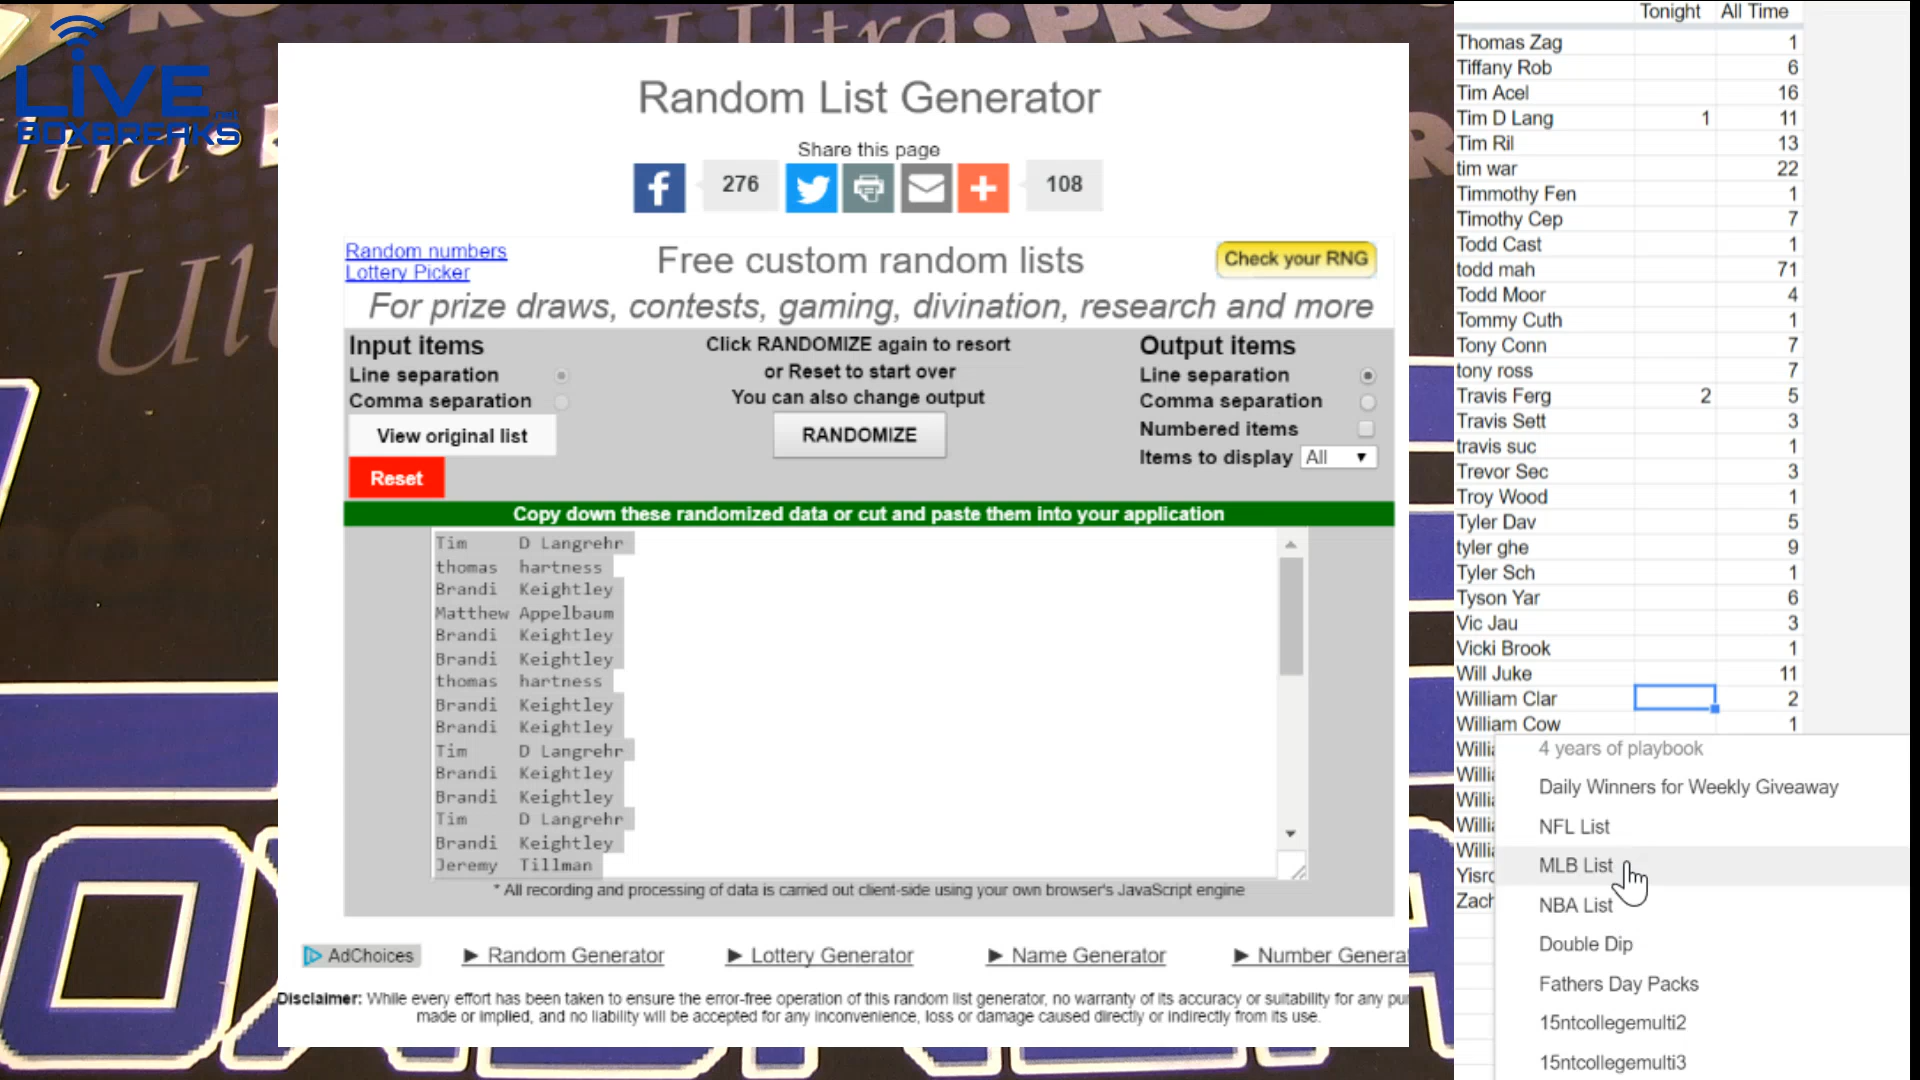 Ultra•PRO
LIVE
BOXBREAKS
Random List Generator
Share this page
276
108
Random numbers
Lottery Picker
Free custom random lists
Check your RNG
For prize draws, contests, gaming, divination, research and more
Input items
Line separation
Comma separation
View original list
Reset
Click RANDOMIZE again to resort
or Reset to start over
You can also change output
RANDOMIZE
Output items
Line separation
Comma separation
Numbered items
Items to display All
Copy down these randomized data or cut and paste them into your application
Tim D Langrehr
thomas hartness
Brandi Keightley
Matthew Appelbaum
Brandi Keightley
Brandi Keightley
thomas hartness
Brandi Keightley
Brandi Keightley
Tim D Langrehr
Brandi Keightley
Brandi Keightley
Tim D Langrehr
Brandi Keightley
Jeremy Tillman
* All recording and processing of data is carried out client-side using your own browser's JavaScript engine
AdChoices
Random Generator
Lottery Generator
Name Generator
Number Generat
Disclaimer: While every effort has been taken to ensure the error-free operation of this random list generator, no warranty of its accuracy or suitability for any pur
made or implied, and no liability will be accepted for any inconvenience, loss or damage caused directly or indirectly from its use.
Tonight All Time
Thomas Zag 1
Tiffany Rob 6
Tim Acel 16
Tim D Lang 1 11
Tim Ril 13
tim war 22
Timmothy Fen 1
Timothy Cep 7
Todd Cast 1
todd mah 71
Todd Moor 4
Tommy Cuth 1
Tony Conn 7
tony ross 7
Travis Ferg 2 5
Travis Sett 3
travis suc 1
Trevor Sec 3
Troy Wood 1
Tyler Dav 5
tyler ghe 9
Tyler Sch 1
Tyson Yar 6
Vic Jau 3
Vicki Brook 1
Will Juke 11
William Clar 2
William Cow 1
Willi
Willi
Willi
Willi
Willi
Yisro
Zach
4 years of playbook
Daily Winners for Weekly Giveaway
NFL List
MLB List
NBA List
Double Dip
Fathers Day Packs
15ntcollegemulti2
15ntcollegemulti3